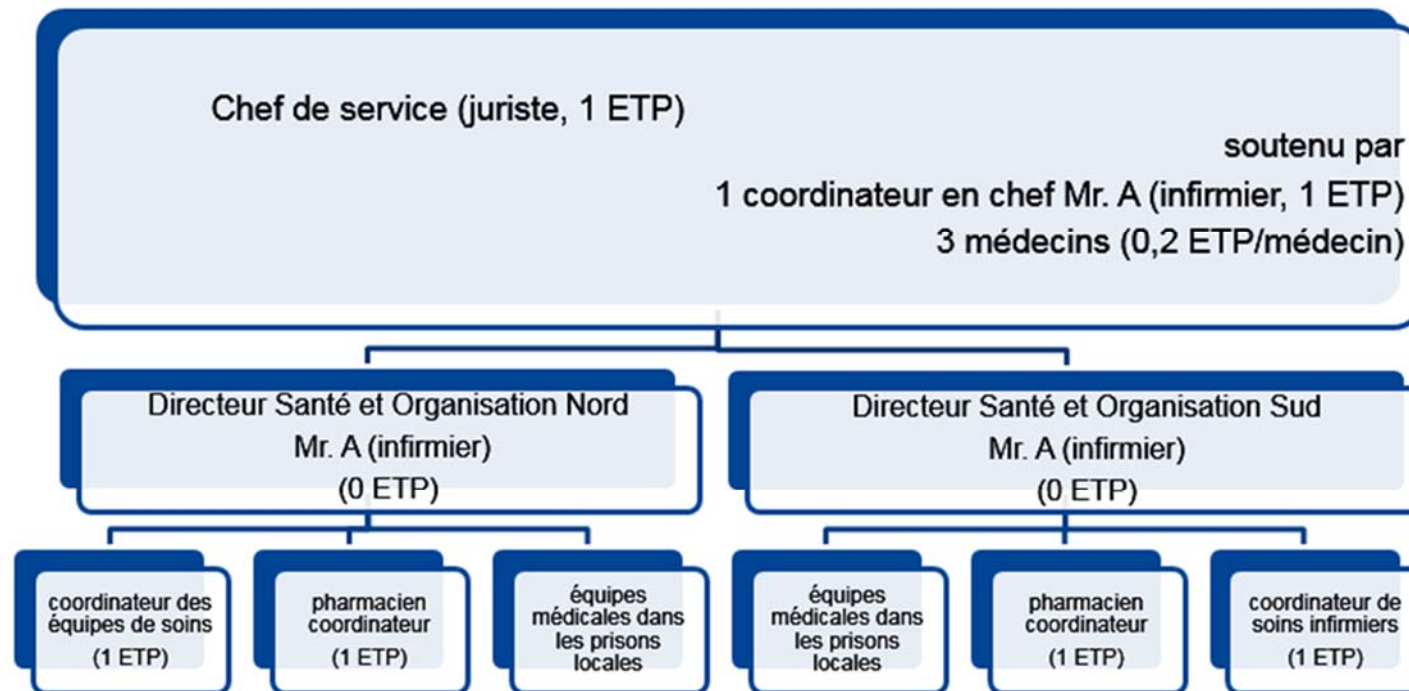 Chef de service (juriste, 1 ETP)
soutenu par
1 coordinateur en chef Mr. A (infirmier, 1 ETP)
3 médecins (0,2 ETP/médecin)
Directeur Santé et Organisation Nord
Mr. A (infirmier)
(0 ETP)
Directeur Santé et Organisation Sud
Mr. A (infirmier)
(0 ETP)
coordinateur des
équipes de soins
(1 ETP)
pharmacien
coordinateur
(1 ETP)
équipes
médicales dans
les prisons
locales
équipes
médicales dans
les prisons
locales
pharmacien
coordinateur
(1 ETP)
coordinateur de
soins infirmiers
(1 ETP)